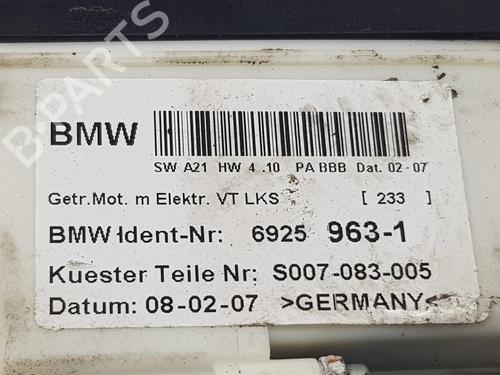 BMW
SW A21 HW 4.10 PA BBB Dat. 02-07
Getr.Mot. m Elektr. VT LKS [ 233 ]
BMW Ident-Nr: 6925 963-1
Kuester Teile Nr: S007-083-005
Datum: 08-02-07 >GERMANY<
B-PARTS